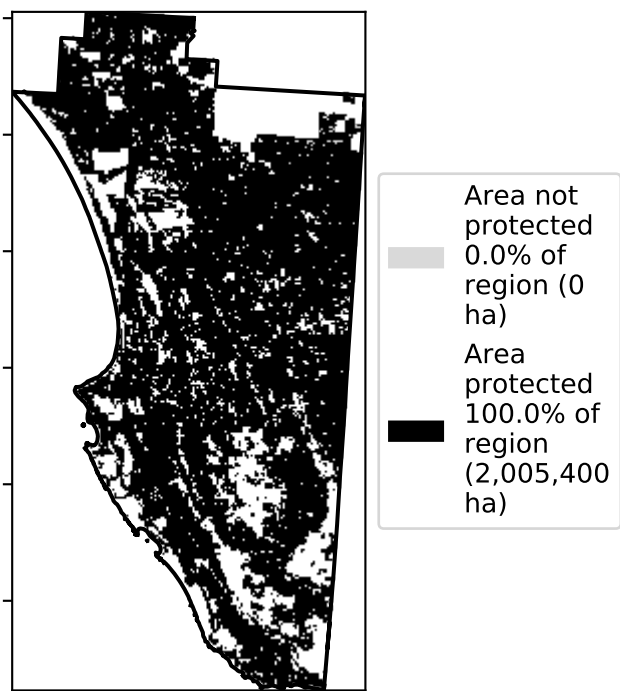 Area not
protected
0.0% of
region (0
ha)
Area
protected
100.0% of
region
(2,005,400
ha)